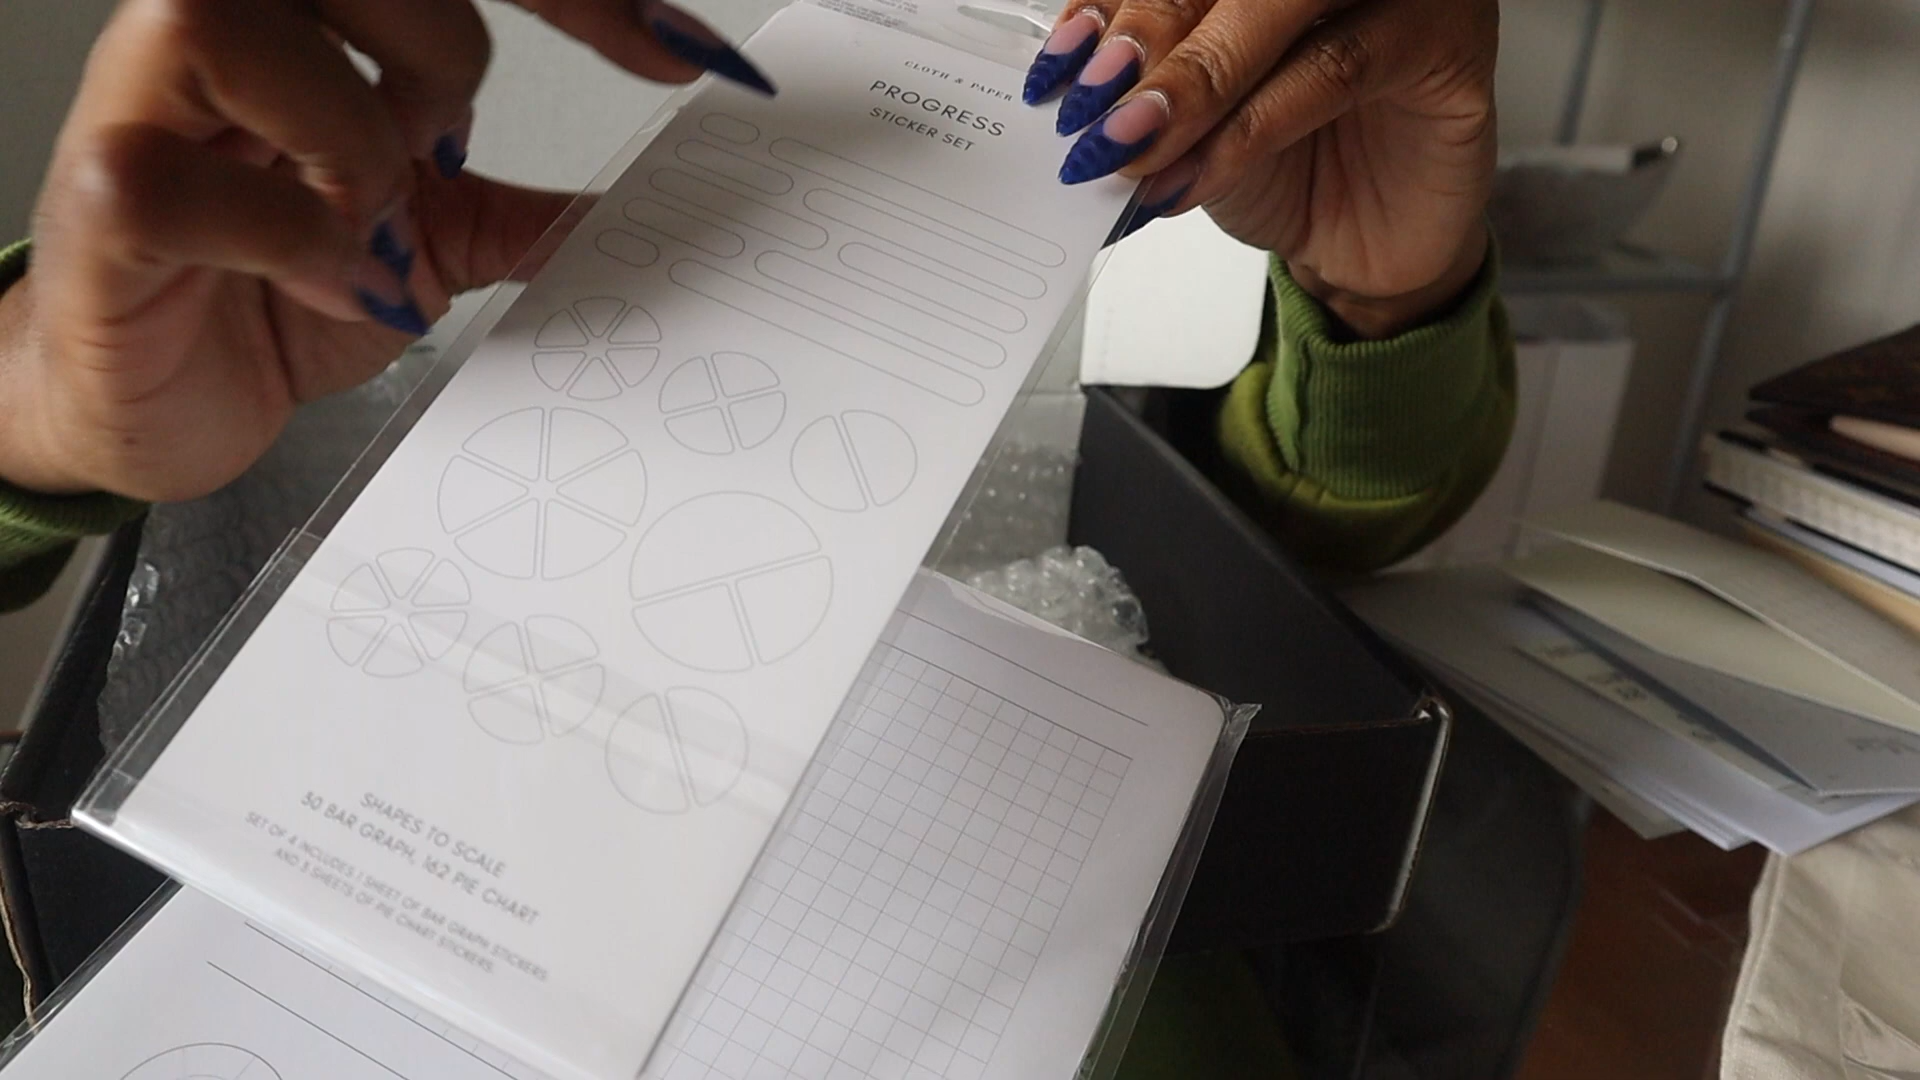 CLOTH & PAPER
PROGRESS
STICKER SET
SHAPES TO SCALE
50 BAR GRAPH, 162 PIE CHART
SET OF 4 INCLUDES 1 SHEET OF BAR GRAPH STICKERS
AND 3 SHEETS OF PIE CHART STICKERS.